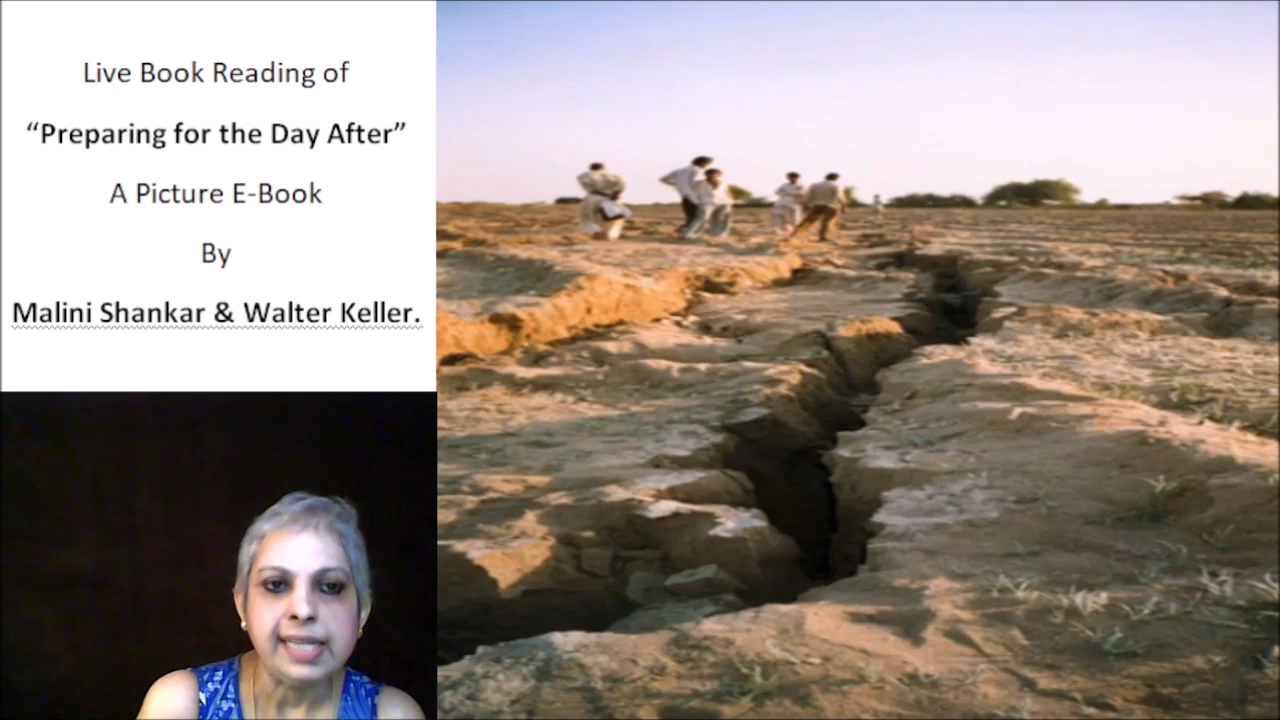 Live Book Reading of
“Preparing for the Day After”
A Picture E-Book
By
Malini Shankar & Walter Keller.